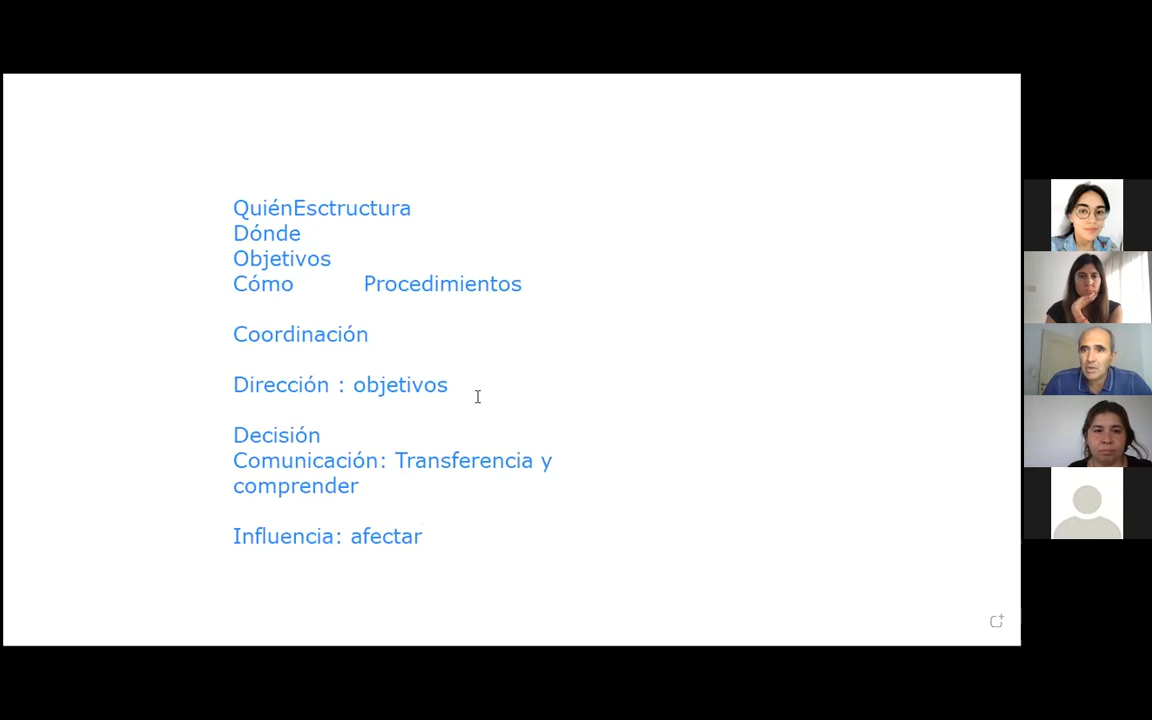 QuiénEsctructura
Dónde
Objetivos
Cómo Procedimientos
Coordinación
Dirección : objetivos
Decisión
Comunicación: Transferencia y
comprender
Influencia: afectar